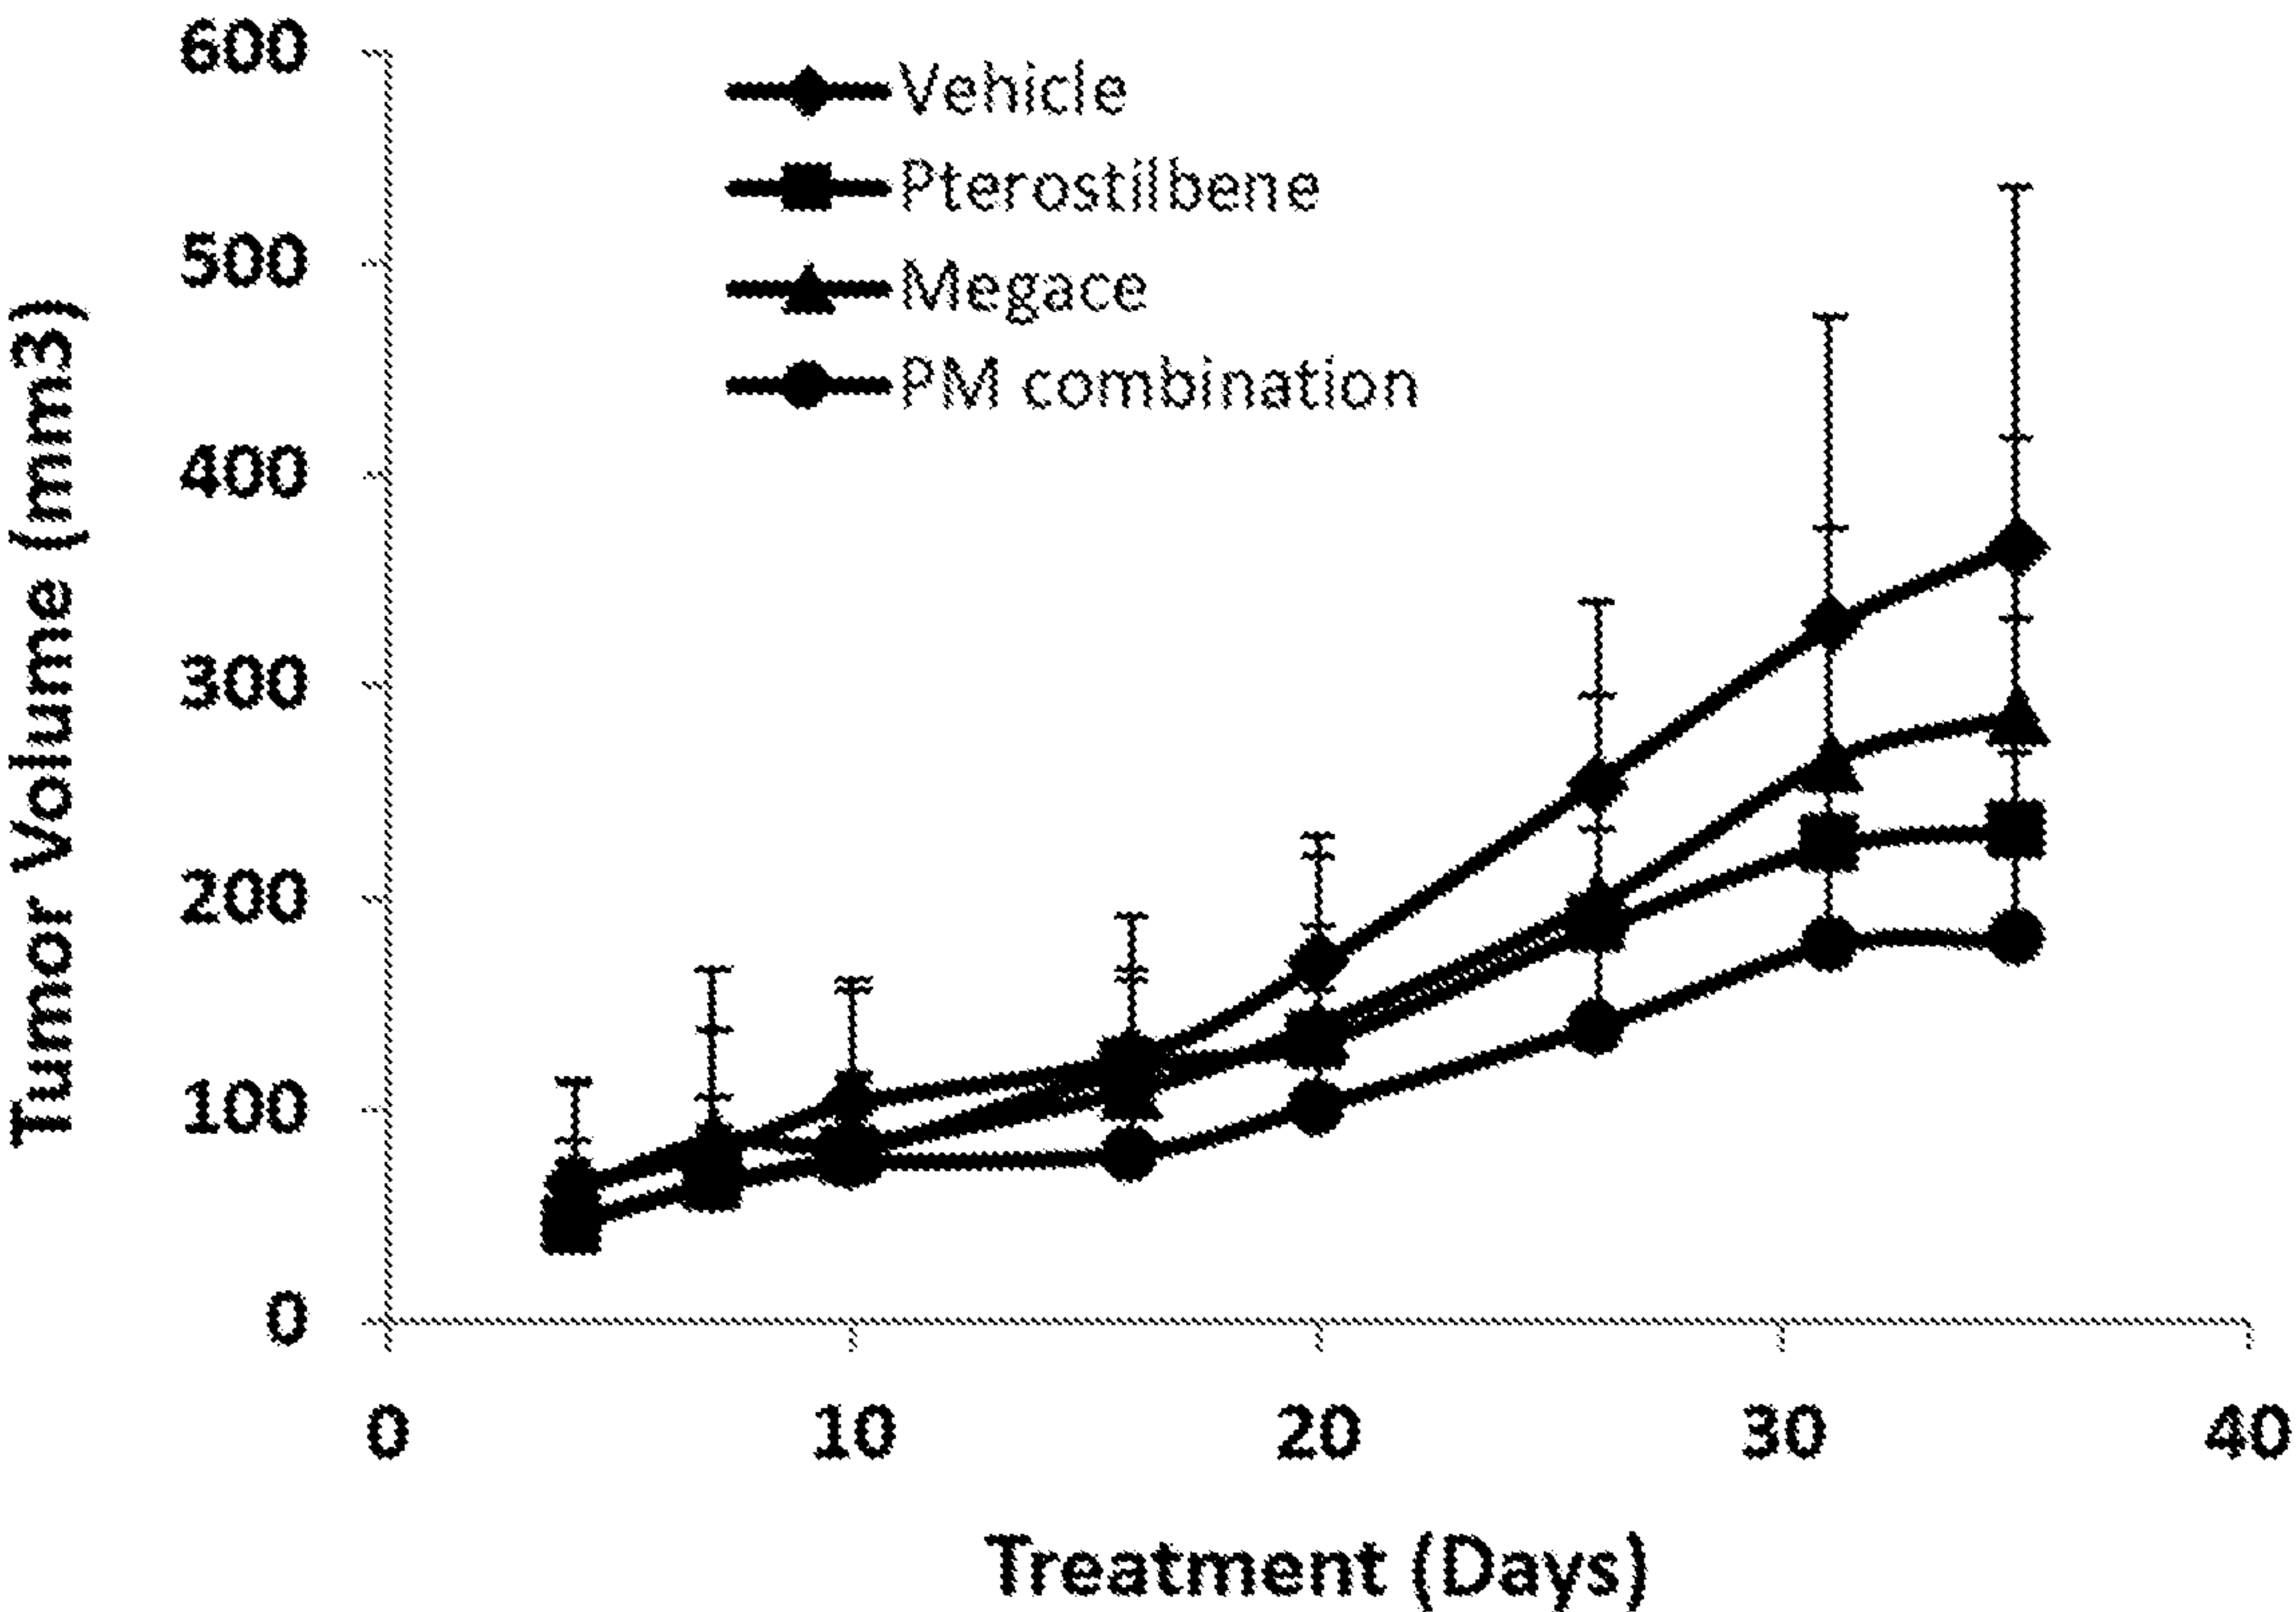 600
500
400
300
200
100
0
Tumor Volume (mm3)
Vehicle
Pterostilbene
Megace
PM combination
0 10 20 30 40
Treatment (Days)